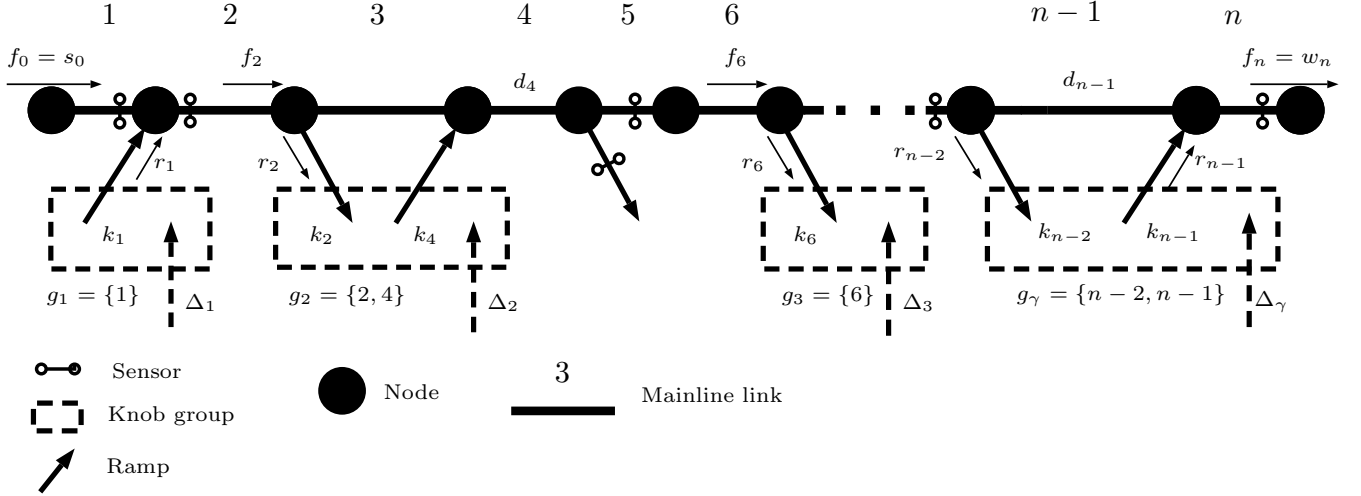 1 2 3 4 5 6 n − 1 n
f₀ = s₀ f₂ d₄ f₆ dₙ₋₁ fₙ = wₙ
r₁ r₂ r₆ rₙ₋₂ rₙ₋₁
k₁ k₂ k₄ k₆ kₙ₋₂ kₙ₋₁
g₁ = {1} Δ₁ g₂ = {2, 4} Δ₂ g₃ = {6} Δ₃ gᵧ = {n − 2, n − 1} Δᵧ
Sensor
3
Node
Mainline link
Knob group
Ramp